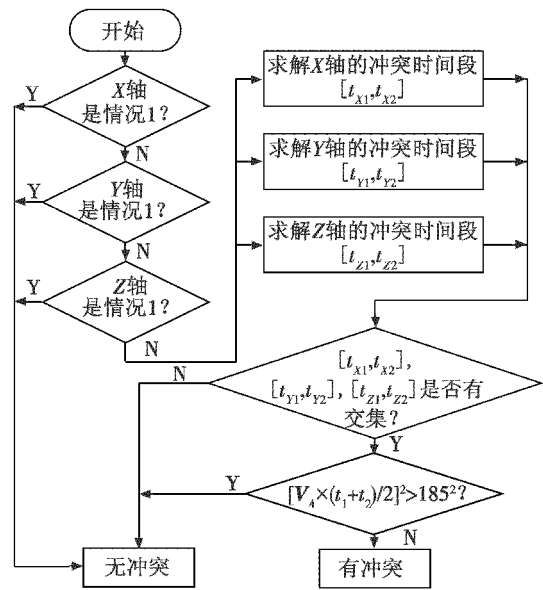 开始
X轴
是情况1?
Y
N
Y轴
是情况1?
Y
N
Z轴
是情况1?
Y
N
求解X轴的冲突时间段
[tX1,tX2]
求解Y轴的冲突时间段
[tY1,tY2]
求解Z轴的冲突时间段
[tZ1,tZ2]
[tX1,tX2],
[tY1,tY2],[tZ1,tZ2]是否有
交集?
N
Y
[VA×(t1+t2)/2]²>185²?
Y
N
无冲突
有冲突